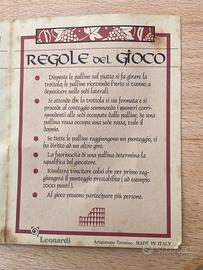 REGOLE DEL GIOCO
Disposte le palline sul piatto si fa girare la
trottola; le palline ricevendo l'urto si vanno a
depositare nelle sedi laterali.
Si attende che la trottola si sia fermata e si
procede al conteggio sommando i numeri corrispon-
denti alle sedi occupate dalle palline. Se una
pallina rossa occupa una sede rossa, vale il
doppio.
Se tutte le palline raggiungono un punteggio, si
ha diritto ad un altro giro.
La fuoriuscita di una pallina determina la
squalifica del giocatore.
Risulterà vincitore colui che per primo rag-
giungerà il punteggio prestabilito ( ad esempio
1000 punti ).
Al gioco possono partecipare più persone.
Leonardi
Artigianato Trentino. MADE IN ITALY